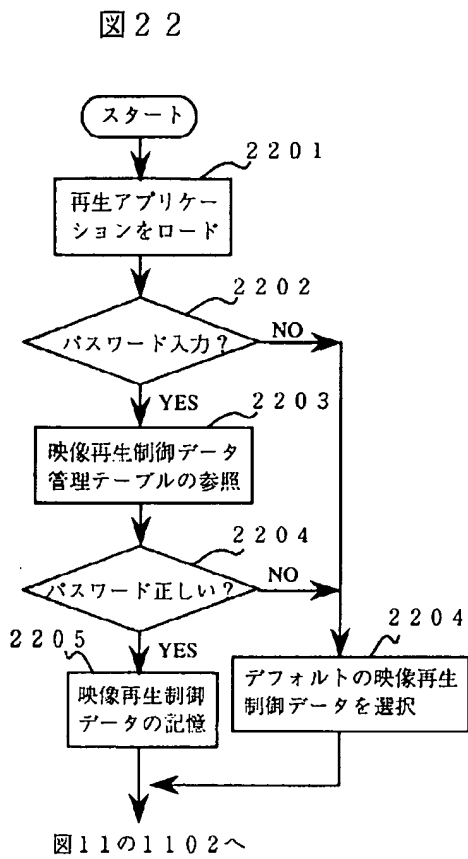 図２２
スタート
２２０１
再生アプリケー
ションをロード
２２０２
パスワード入力？
NO
YES
２２０３
映像再生制御データ
管理テーブルの参照
２２０４
パスワード正しい？
NO
YES
２２０５
映像再生制御
データの記憶
２２０４
デフォルトの映像再生
制御データを選択
図１１の１１０２へ